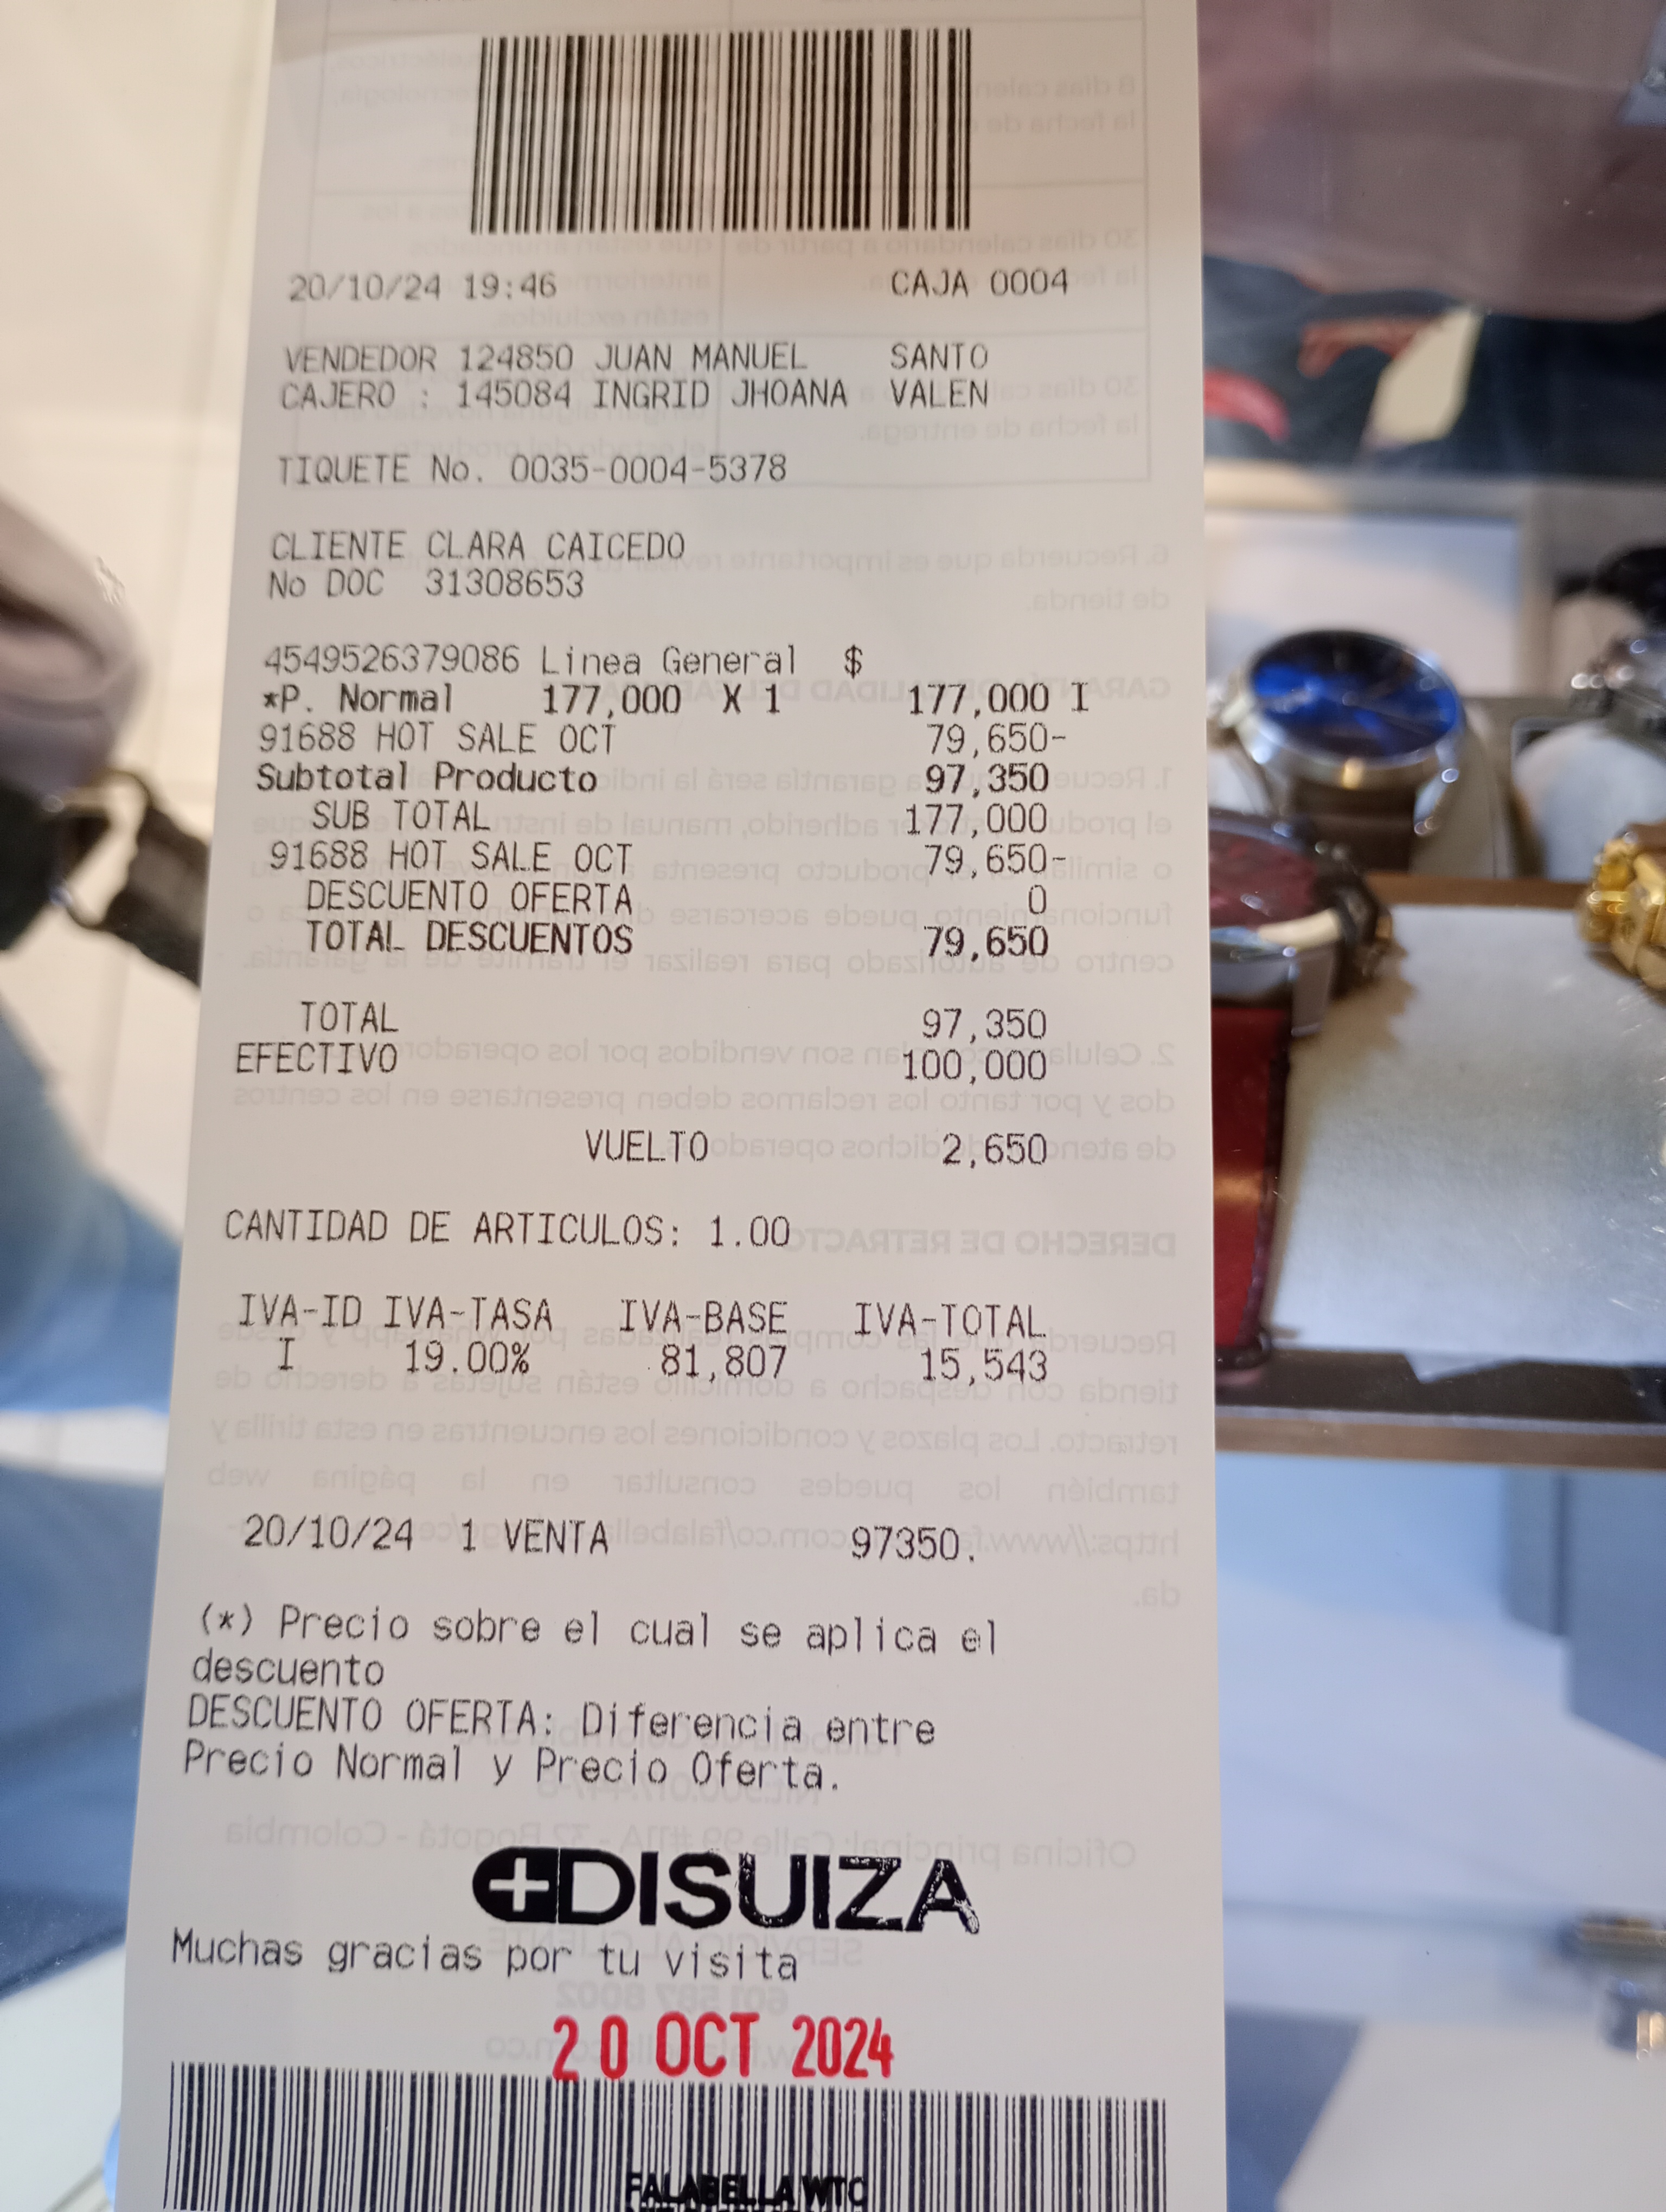 20/10/24 19:46 CAJA 0004
VENDEDOR 124850 JUAN MANUEL SANTO
CAJERO : 145084 INGRID JHOANA VALEN
TIQUETE No. 0035-0004-5378
CLIENTE CLARA CAICEDO
No DOC 31308653
4549526379086 Linea General $
*P. Normal 177,000 X 1 177,000 I
91688 HOT SALE OCT 79,650-
Subtotal Producto 97,350
SUB TOTAL 177,000
91688 HOT SALE OCT 79,650-
DESCUENTO OFERTA 0
TOTAL DESCUENTOS 79,650
TOTAL 97,350
EFECTIVO 100,000
VUELTO 2,650
CANTIDAD DE ARTICULOS: 1.00
IVA-ID IVA-TASA IVA-BASE IVA-TOTAL
I 19.00% 81,807 15,543
20/10/24 1 VENTA 97350.
(*) Precio sobre el cual se aplica el
descuento
DESCUENTO OFERTA: Diferencia entre
Precio Normal y Precio Oferta.
DISUIZA
Muchas gracias por tu visita
20 OCT 2024
FALABELLA WTC